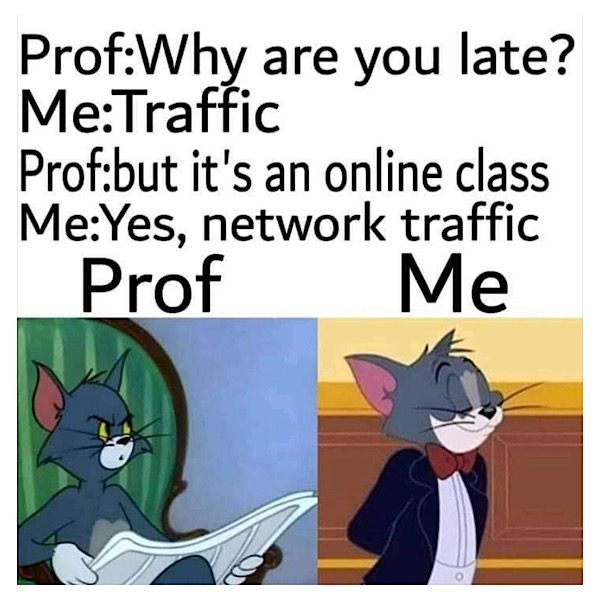 Prof:Why are you late?
Me:Traffic
Prof:but it's an online class
Me:Yes, network traffic
Prof Me